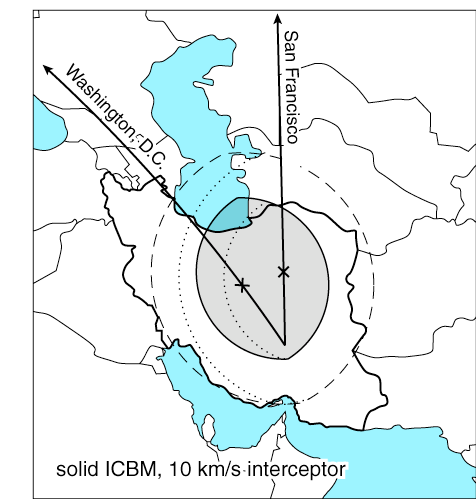 Washington, D.C.
San Francisco
solid ICBM, 10 km/s interceptor